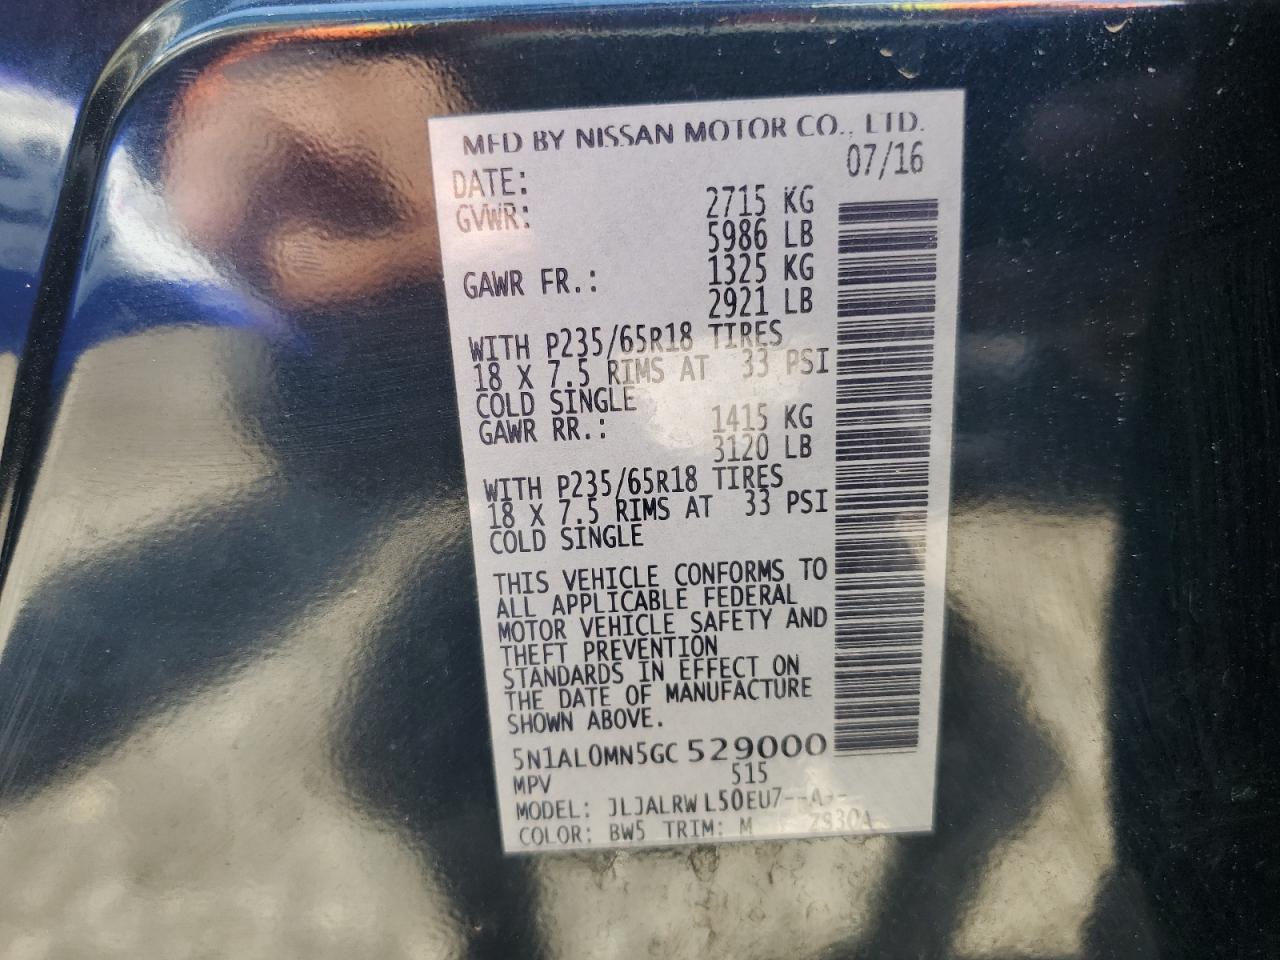 MFD BY NISSAN MOTOR CO., LTD.
DATE: 07/16
GVWR: 2715 KG
5986 LB
GAWR FR.: 1325 KG
2921 LB
WITH P235/65R18 TIRES
18 X 7.5 RIMS AT 33 PSI
COLD SINGLE
GAWR RR.: 1415 KG
3120 LB
WITH P235/65R18 TIRES
18 X 7.5 RIMS AT 33 PSI
COLD SINGLE
THIS VEHICLE CONFORMS TO
ALL APPLICABLE FEDERAL
MOTOR VEHICLE SAFETY AND
THEFT PREVENTION
STANDARDS IN EFFECT ON
THE DATE OF MANUFACTURE
SHOWN ABOVE.
5N1AL0MN5GC529000
MPV 515
MODEL: JLJALRWL50EU7--A--
COLOR: BW5 TRIM: M